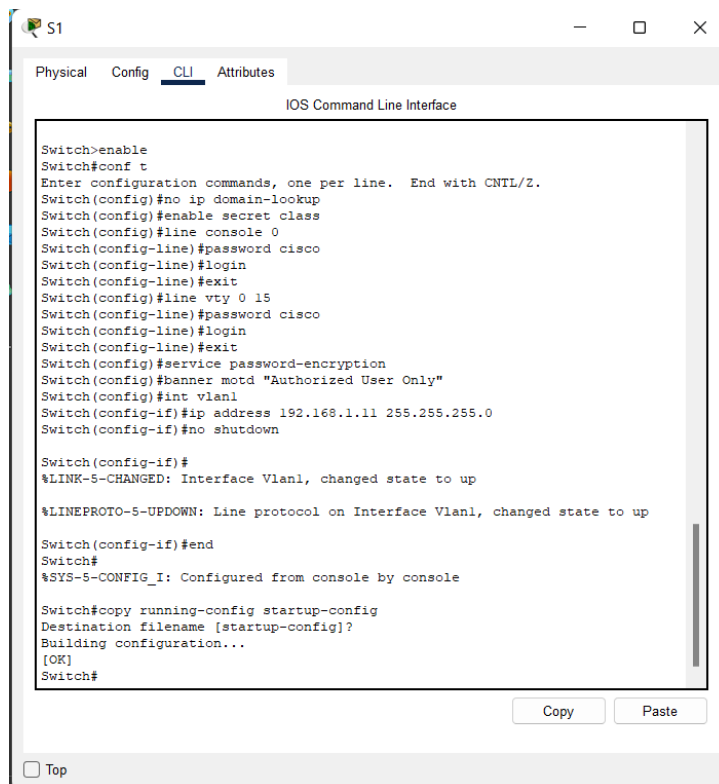 S1
Physical Config CLI Attributes
IOS Command Line Interface
Switch>enable
Switch#conf t
Enter configuration commands, one per line. End with CNTL/Z.
Switch(config)#no ip domain-lookup
Switch(config)#enable secret class
Switch(config)#line console 0
Switch(config-line)#password cisco
Switch(config-line)#login
Switch(config-line)#exit
Switch(config)#line vty 0 15
Switch(config-line)#password cisco
Switch(config-line)#login
Switch(config-line)#exit
Switch(config)#service password-encryption
Switch(config)#banner motd "Authorized User Only"
Switch(config)#int vlan1
Switch(config-if)#ip address 192.168.1.11 255.255.255.0
Switch(config-if)#no shutdown
Switch(config-if)#
%LINK-5-CHANGED: Interface Vlan1, changed state to up
%LINEPROTO-5-UPDOWN: Line protocol on Interface Vlan1, changed state to up
Switch(config-if)#end
Switch#
%SYS-5-CONFIG_I: Configured from console by console
Switch#copy running-config startup-config
Destination filename [startup-config]?
Building configuration...
[OK]
Switch#
Copy Paste
Top